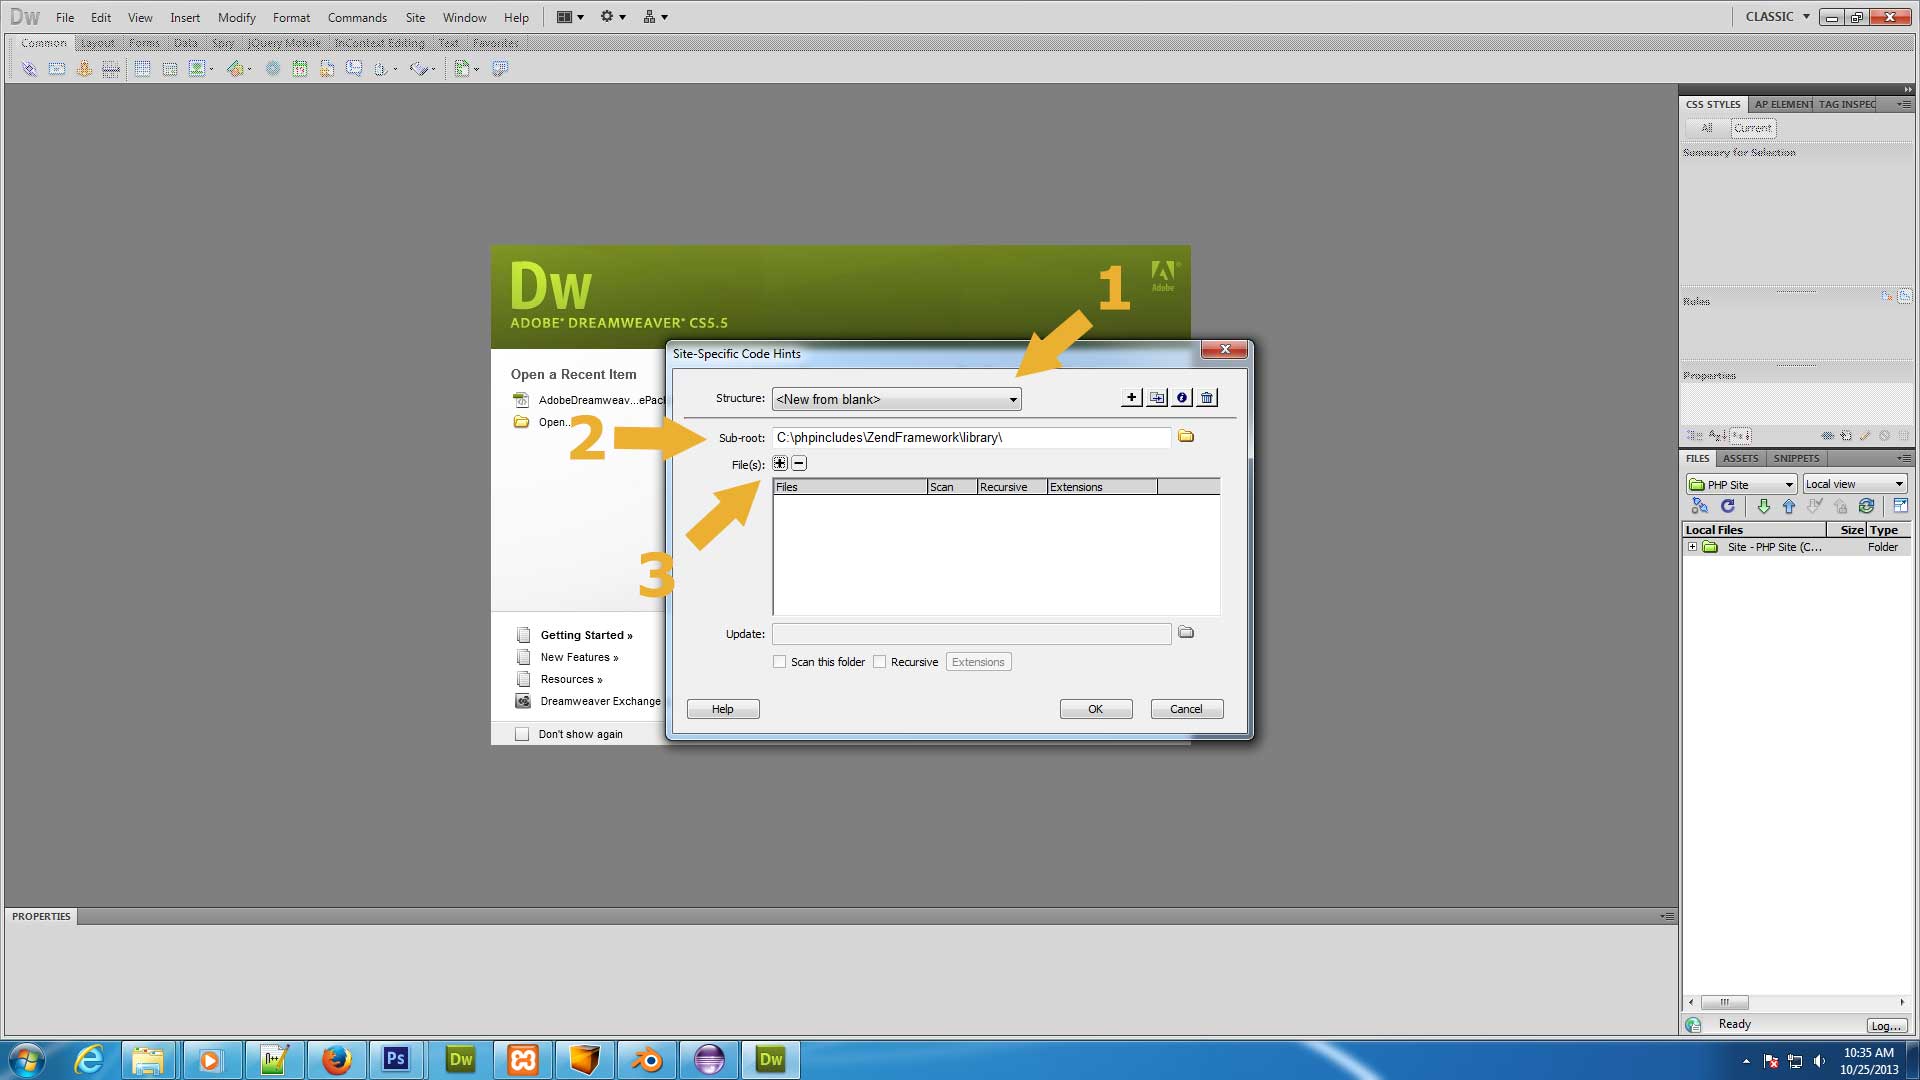 Dw File Edit View Insert Modify Format Commands Site Window Help CLASSIC
Common Layout Forms Data Spry jQuery Mobile InContext Editing Text Favorites
CSS STYLES AP ELEMENT TAG INSPEC
All Current
Summary for Selection
Rules
Properties
Dw
ADOBE® DREAMWEAVER® CS5.5
Adobe
1
Open a Recent Item
AdobeDreamweav...ePack
Open...
2
3
Getting Started »
New Features »
Resources »
Dreamweaver Exchange
Don't show again
Site-Specific Code Hints
Structure: <New from blank>
Sub-root: C:\phpincludes\ZendFramework\library\
File(s):
Files Scan Recursive Extensions
Update:
Scan this folder Recursive Extensions
Help OK Cancel
FILES ASSETS SNIPPETS
PHP Site Local view
Local Files Size Type
Site - PHP Site (C... Folder
Ready Log...
PROPERTIES
Ps Dw Dw
10:35 AM
10/25/2013